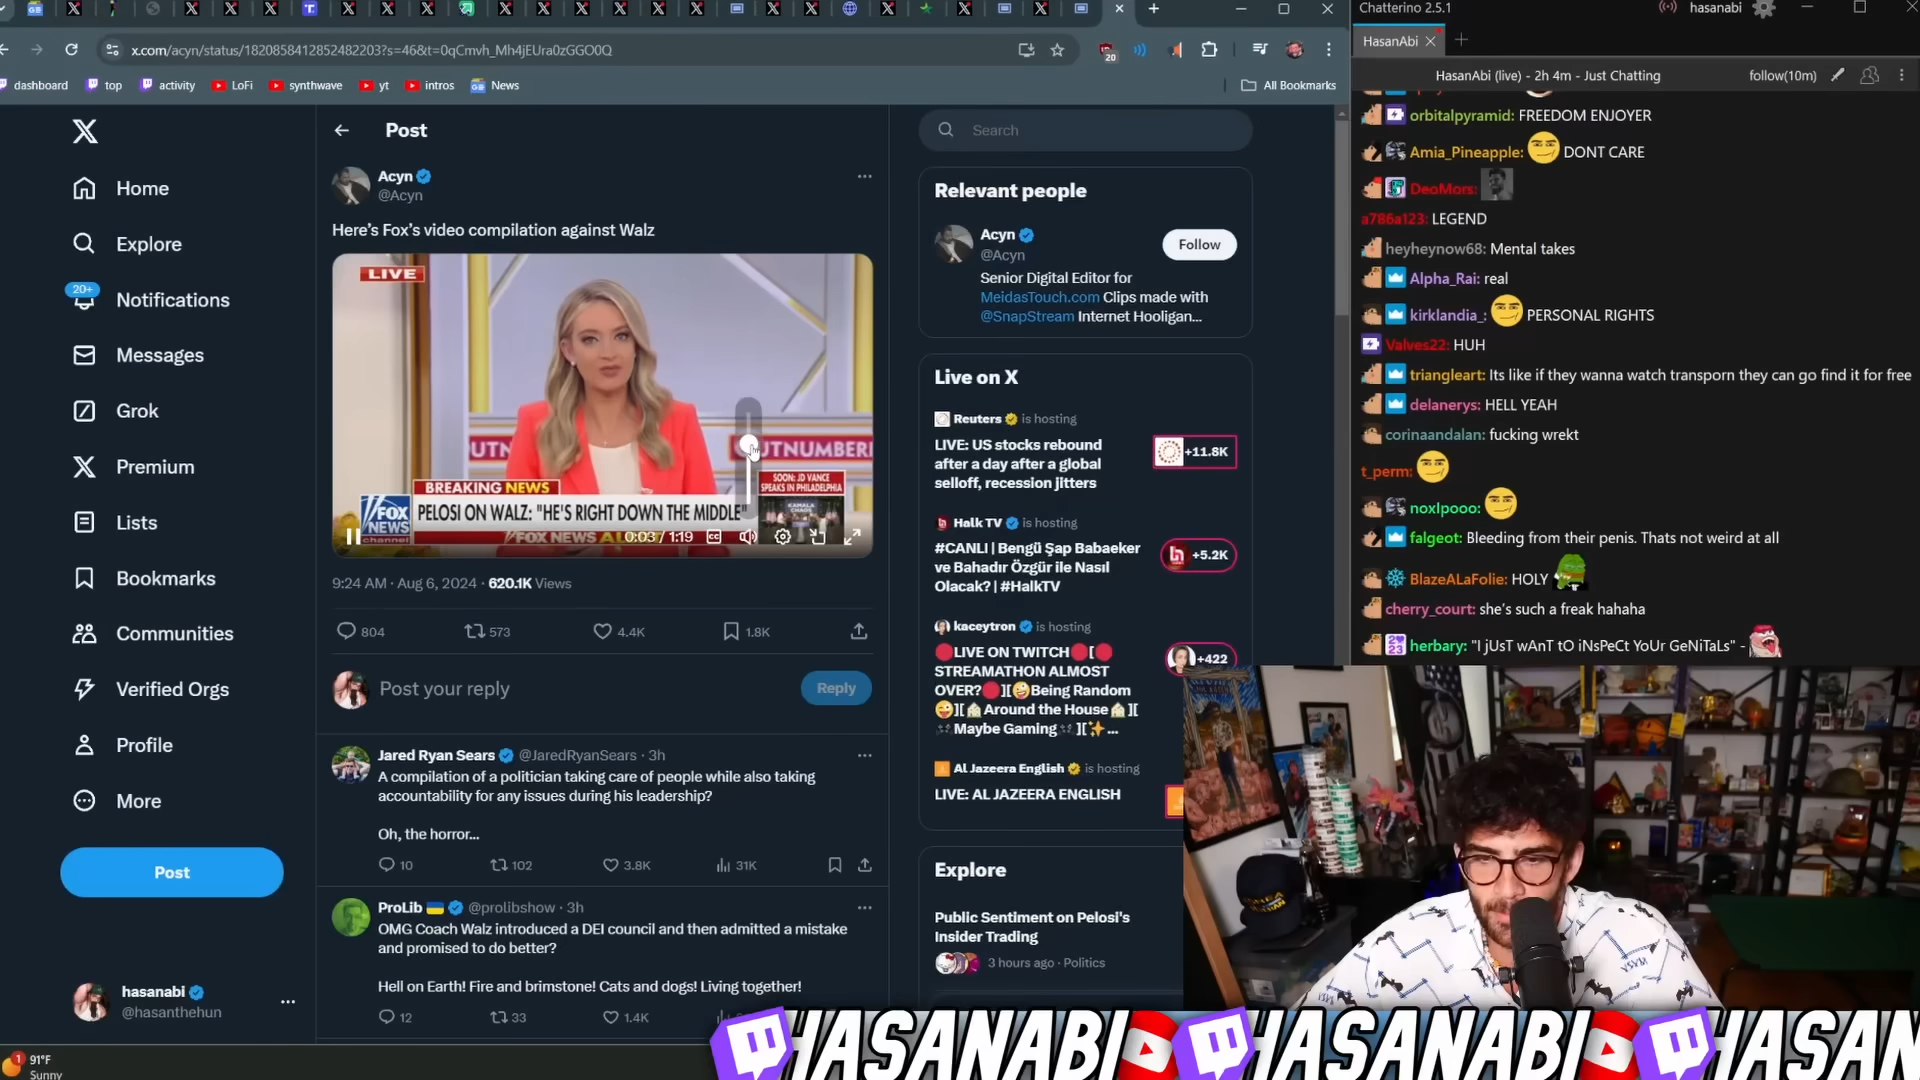 x.com/acyn/status/1820858412852482203?s=46&t=0qCmvh_Mh4jEUra0zGGO0Q
20
dashboard
top
activity
LoFi
synthwave
yt
intros
News
All Bookmarks
Home
Explore
20+
Notifications
Messages
Grok
Premium
Lists
Bookmarks
Communities
Verified Orgs
Profile
More
Post
hasanabi
@hasanthehun
1
91°F
Sunny
Post
Acyn
@Acyn
Here's Fox's video compilation against Walz
LIVE
OUTNUMBERE
SOON: JD VANCE
SPEAKS IN PHILADELPHIA
BREAKING NEWS
PELOSI ON WALZ: "HE'S RIGHT DOWN THE MIDDLE"
KAMALA
CHAOS
FOX
NEWS
channel
FOX NEWS ALERT
0:03 / 1:19
9:24 AM · Aug 6, 2024 · 620.1K Views
804
573
4.4K
1.8K
Post your reply
Reply
Jared Ryan Sears @JaredRyanSears · 3h
A compilation of a politician taking care of people while also taking
accountability for any issues during his leadership?
Oh, the horror...
10
102
3.8K
31K
ProLib @prolibshow · 3h
OMG Coach Walz introduced a DEI council and then admitted a mistake
and promised to do better?
Hell on Earth! Fire and brimstone! Cats and dogs! Living together!
12
33
1.4K
Search
Relevant people
Acyn
@Acyn
Follow
Senior Digital Editor for
MeidasTouch.com Clips made with
@SnapStream Internet Hooligan...
Live on X
Reuters is hosting
LIVE: US stocks rebound
after a day after a global
selloff, recession jitters
+11.8K
Halk TV is hosting
#CANLI | Bengü Şap Babaeker
ve Bahadır Özgür ile Nasıl
Olacak? | #HalkTV
+5.2K
kaceytron is hosting
🔴LIVE ON TWITCH🔴[🔴
STREAMATHON ALMOST
OVER?🔴][🤪Being Random
😜][🏠Around the House🏠][
🎮Maybe Gaming🎮][✨...
+422
Al Jazeera English is hosting
LIVE: AL JAZEERA ENGLISH
Explore
Public Sentiment on Pelosi's
Insider Trading
3 hours ago · Politics
Chatterino 2.5.1
hasanabi
HasanAbi
HasanAbi (live) - 2h 4m - Just Chatting
follow(10m)
orbitalpyramid: FREEDOM ENJOYER
Amia_Pineapple: DONT CARE
DeoMors:
a786a123: LEGEND
heyheynow68: Mental takes
Alpha_Rai: real
kirklandia_: PERSONAL RIGHTS
Valves22: HUH
triangleart: Its like if they wanna watch transporn they can go find it for free
delanerys: HELL YEAH
corinaandalan: fucking wrekt
t_perm:
noxlpooo:
falgeot: Bleeding from their penis. Thats not weird at all
BlazeALaFolie: HOLY
cherry_court: she's such a freak hahaha
herbary: "I jUsT wAnT tO iNsPeCt YoUr GeNiTaLs" -
HASANABI HASANABI HASAN